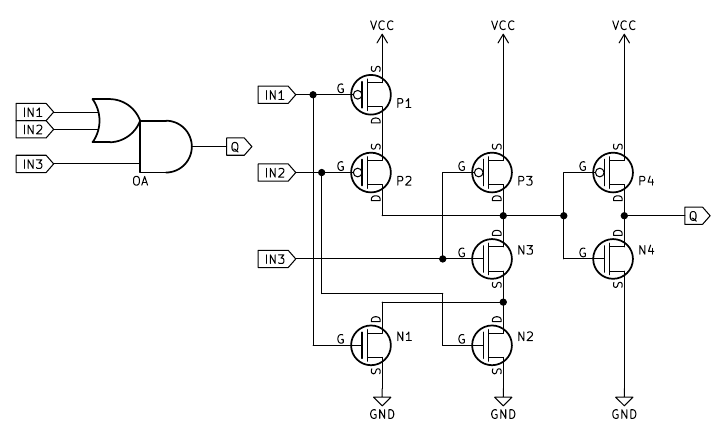 IN1
IN2
IN3
OA
Q
VCC
VCC
VCC
IN1
G
S
P1
D
IN2
G
S
P2
D
G
S
P3
D
G
S
P4
D
Q
IN3
G
D
N3
S
G
D
N4
S
G
D
N1
S
G
D
N2
S
GND
GND
GND